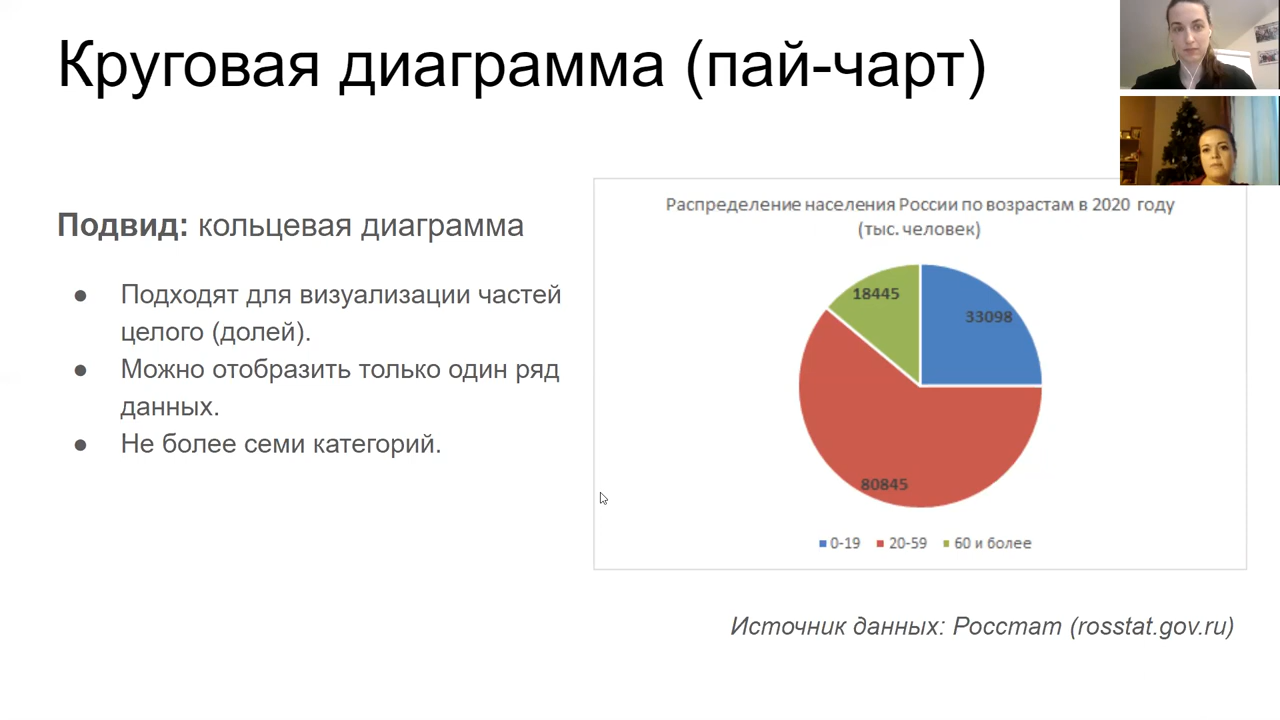 Круговая диаграмма (пай-чарт)
Подвид: кольцевая диаграмма
● Подходят для визуализации частей
целого (долей).
● Можно отобразить только один ряд
данных.
● Не более семи категорий.
Распределение населения России по возрастам в 2020 году
(тыс. человек)
18445
33098
80845
0-19 20-59 60 и более
Источник данных: Росстат (rosstat.gov.ru)